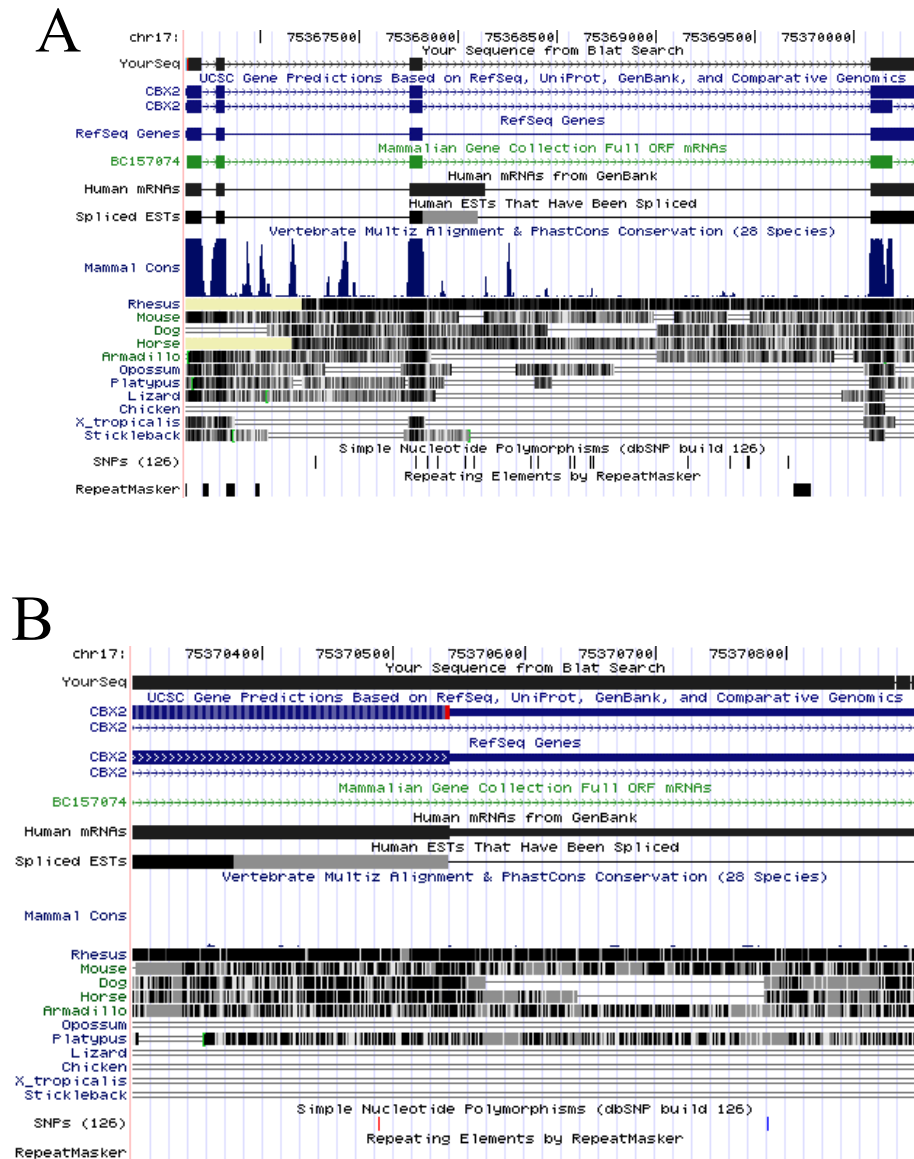 A
chr17: 75367500| 75368000| 75368500| 75369000| 75369500| 75370000|
Your Sequence from Blat Search
YourSeq
UCSC Gene Predictions Based on RefSeq, UniProt, GenBank, and Comparative Genomics
CBX2
CBX2
RefSeq Genes
RefSeq Genes
Mammalian Gene Collection Full ORF mRNAs
BC157074
Human mRNAs from GenBank
Human mRNAs
Human ESTs That Have Been Spliced
Spliced ESTs
Vertebrate Multiz Alignment & PhastCons Conservation (28 Species)
Mammal Cons
Rhesus
Mouse
Dog
Horse
Armadillo
Opossum
Platypus
Lizard
Chicken
X_tropicalis
Stickleback
Simple Nucleotide Polymorphisms (dbSNP build 126)
SNPs (126)
Repeating Elements by RepeatMasker
RepeatMasker
B
chr17: 75370400| 75370500| 75370600| 75370700| 75370800|
Your Sequence from Blat Search
YourSeq
UCSC Gene Predictions Based on RefSeq, UniProt, GenBank, and Comparative Genomics
CBX2
CBX2
RefSeq Genes
CBX2
CBX2
Mammalian Gene Collection Full ORF mRNAs
BC157074
Human mRNAs from GenBank
Human mRNAs
Human ESTs That Have Been Spliced
Spliced ESTs
Vertebrate Multiz Alignment & PhastCons Conservation (28 Species)
Mammal Cons
Rhesus
Mouse
Dog
Horse
Armadillo
Opossum
Platypus
Lizard
Chicken
X_tropicalis
Stickleback
Simple Nucleotide Polymorphisms (dbSNP build 126)
SNPs (126)
Repeating Elements by RepeatMasker
RepeatMasker